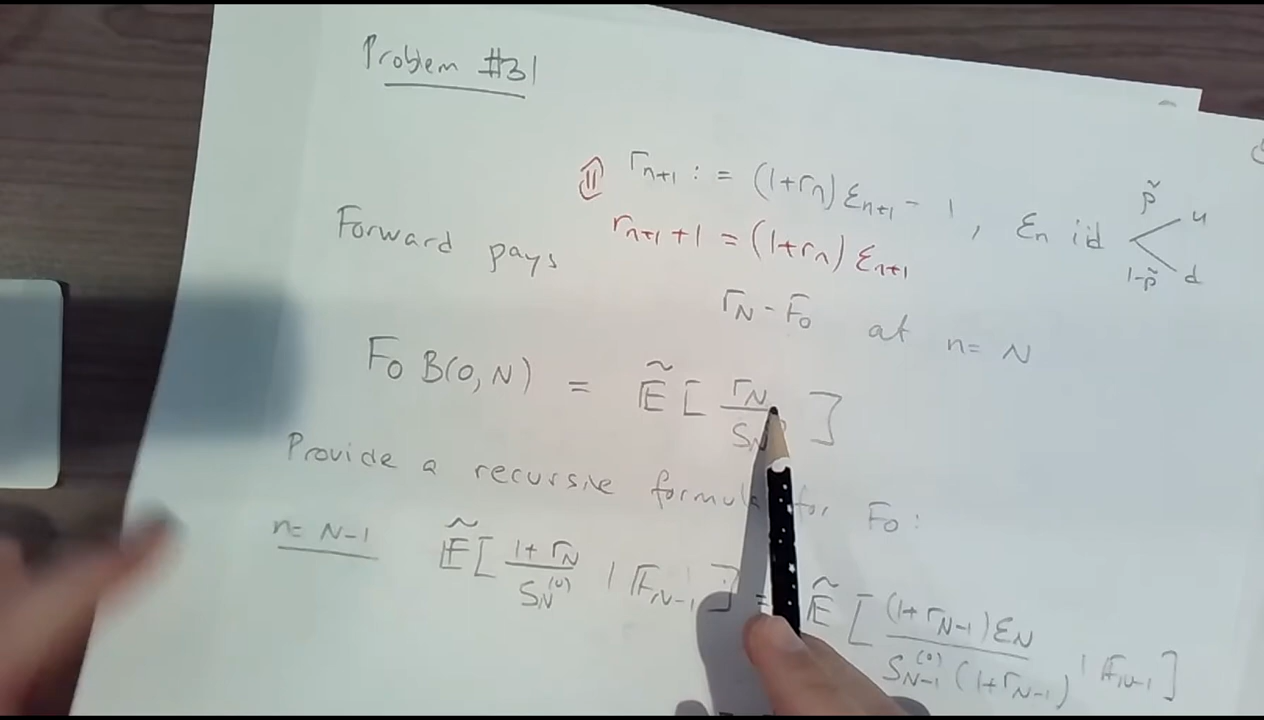 Problem #31
r_{n+1} := (1+r_n) ε_{n+1} - 1 , ε_n iid
p̃ u
1-p̃ d
⇕ r_{n+1} + 1 = (1+r_n) ε_{n+1}
Forward pays
r_N - F_0 at n = N
F_0 B(0,N) = Ẽ [ r_N / S_N ]
Provide a recursive formula for F_0 :
n = N-1 Ẽ [ (1+r_N) / S_N^{(0)} | F_{N-1} ] = Ẽ [ (1+r_{N-1}) ε_N / S_{N-1}^{(0)} (1+r_{N-1}) | F_{N-1} ]